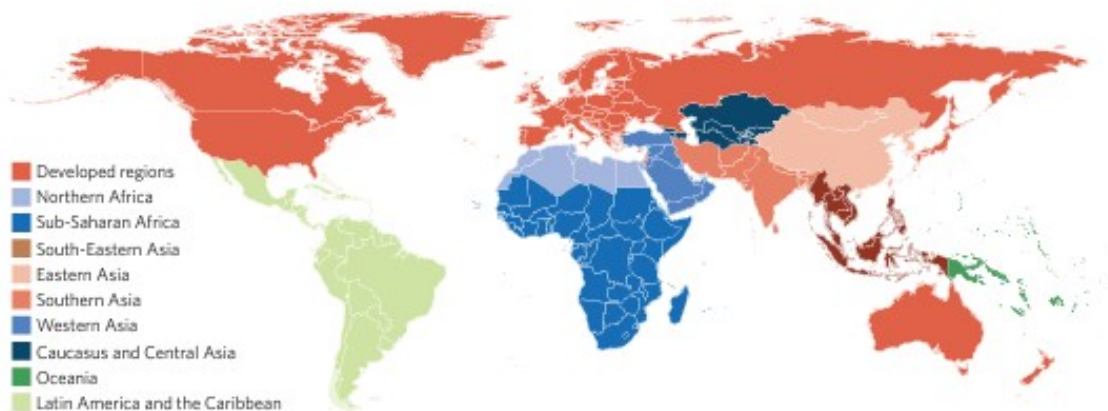 Developed regions
Northern Africa
Sub-Saharan Africa
South-Eastern Asia
Eastern Asia
Southern Asia
Western Asia
Caucasus and Central Asia
Oceania
Latin America and the Caribbean